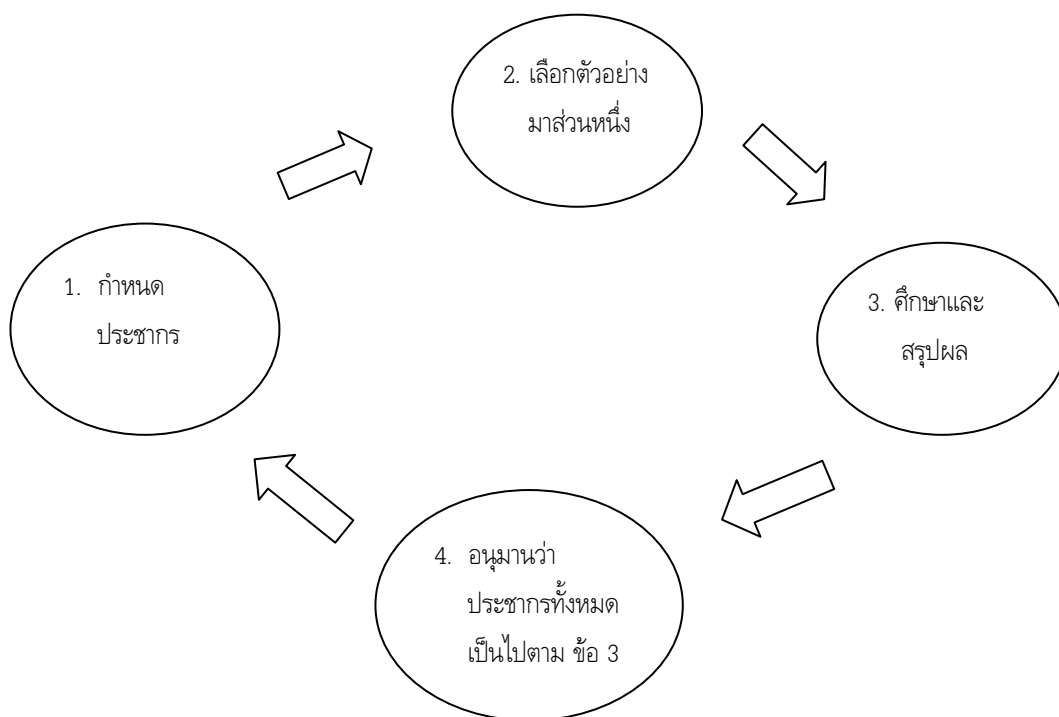 1. กำหนด
ประชากร
2. เลือกตัวอย่าง
มาส่วนหนึ่ง
3. ศึกษาและ
สรุปผล
4. อนุมานว่า
ประชากรทั้งหมด
เป็นไปตาม ข้อ 3